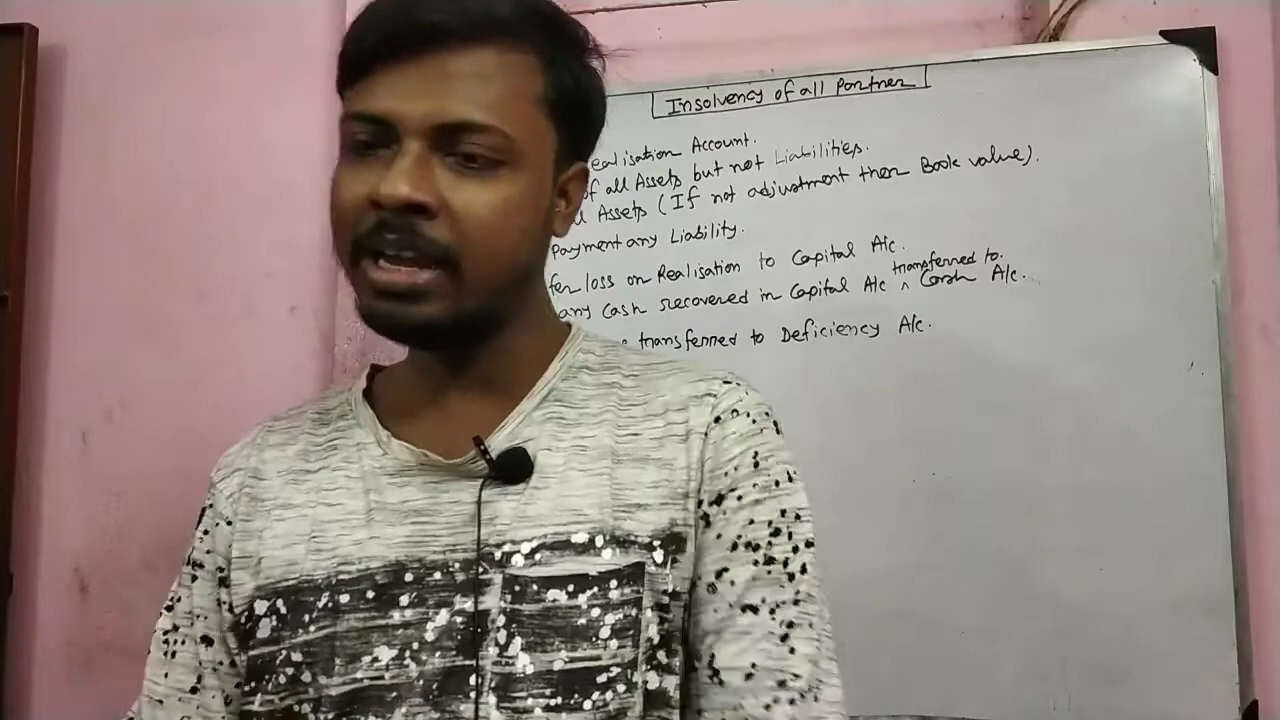 Insolvency of all Partner
ealisation Account.
of all Assets but not Liabilities.
Assets (If not adjustment then Book value).
payment any Liability.
fer loss on Realisation to Capital A/c.
transferred to.
any Cash recovered in Capital A/c ^ Cash A/c.
transferred to Deficiency A/c.